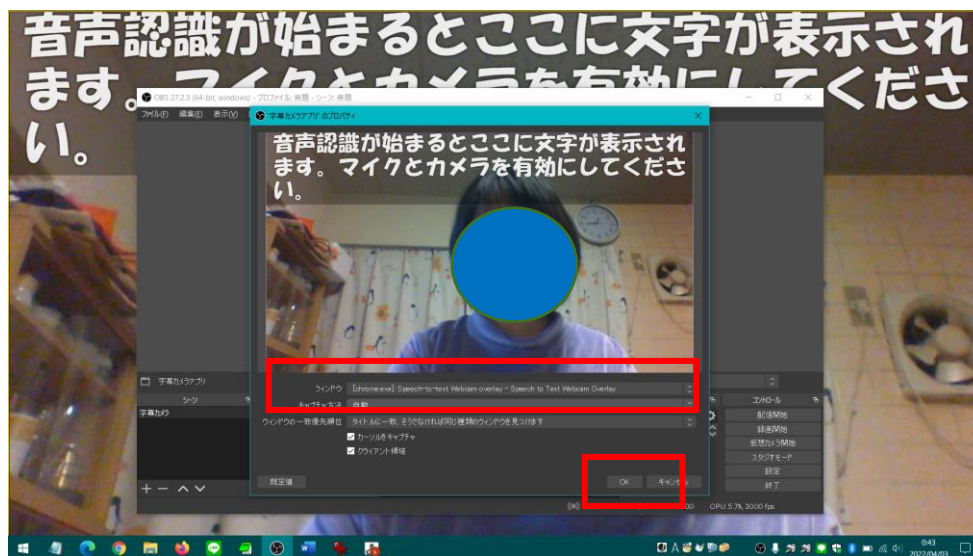 音声認識が始まるとここに文字が表示され
ます。マイクとカメラを有効にしてくださ
い。
OBS 27.2.3 (64-bit, windows) - プロファイル: 無題 - シーン: 無題
ファイル(F) 編集(E) 表示(V)
'字幕カメラアプリ' のプロパティ
音声認識が始まるとここに文字が表示され
ます。マイクとカメラを有効にしてくださ
い。
ウィンドウ [chrome.exe]: Speech-to-text Webcam overlay - Speech to Text Webcam Overlay
キャプチャ方法 自動
ウィンドウの一致優先順位 タイトルに一致、そうでなければ同じ種類のウィンドウを見つけます
カーソルをキャプチャ
クライアント領域
既定値 OK キャンセル
字幕カメラアプリ
シーン
字幕カメラ
コントロール
配信開始
録画開始
仮想カメラ開始
スタジオモード
設定
終了
CPU: 5.7%, 30.00 fps
0:43
2022/04/03